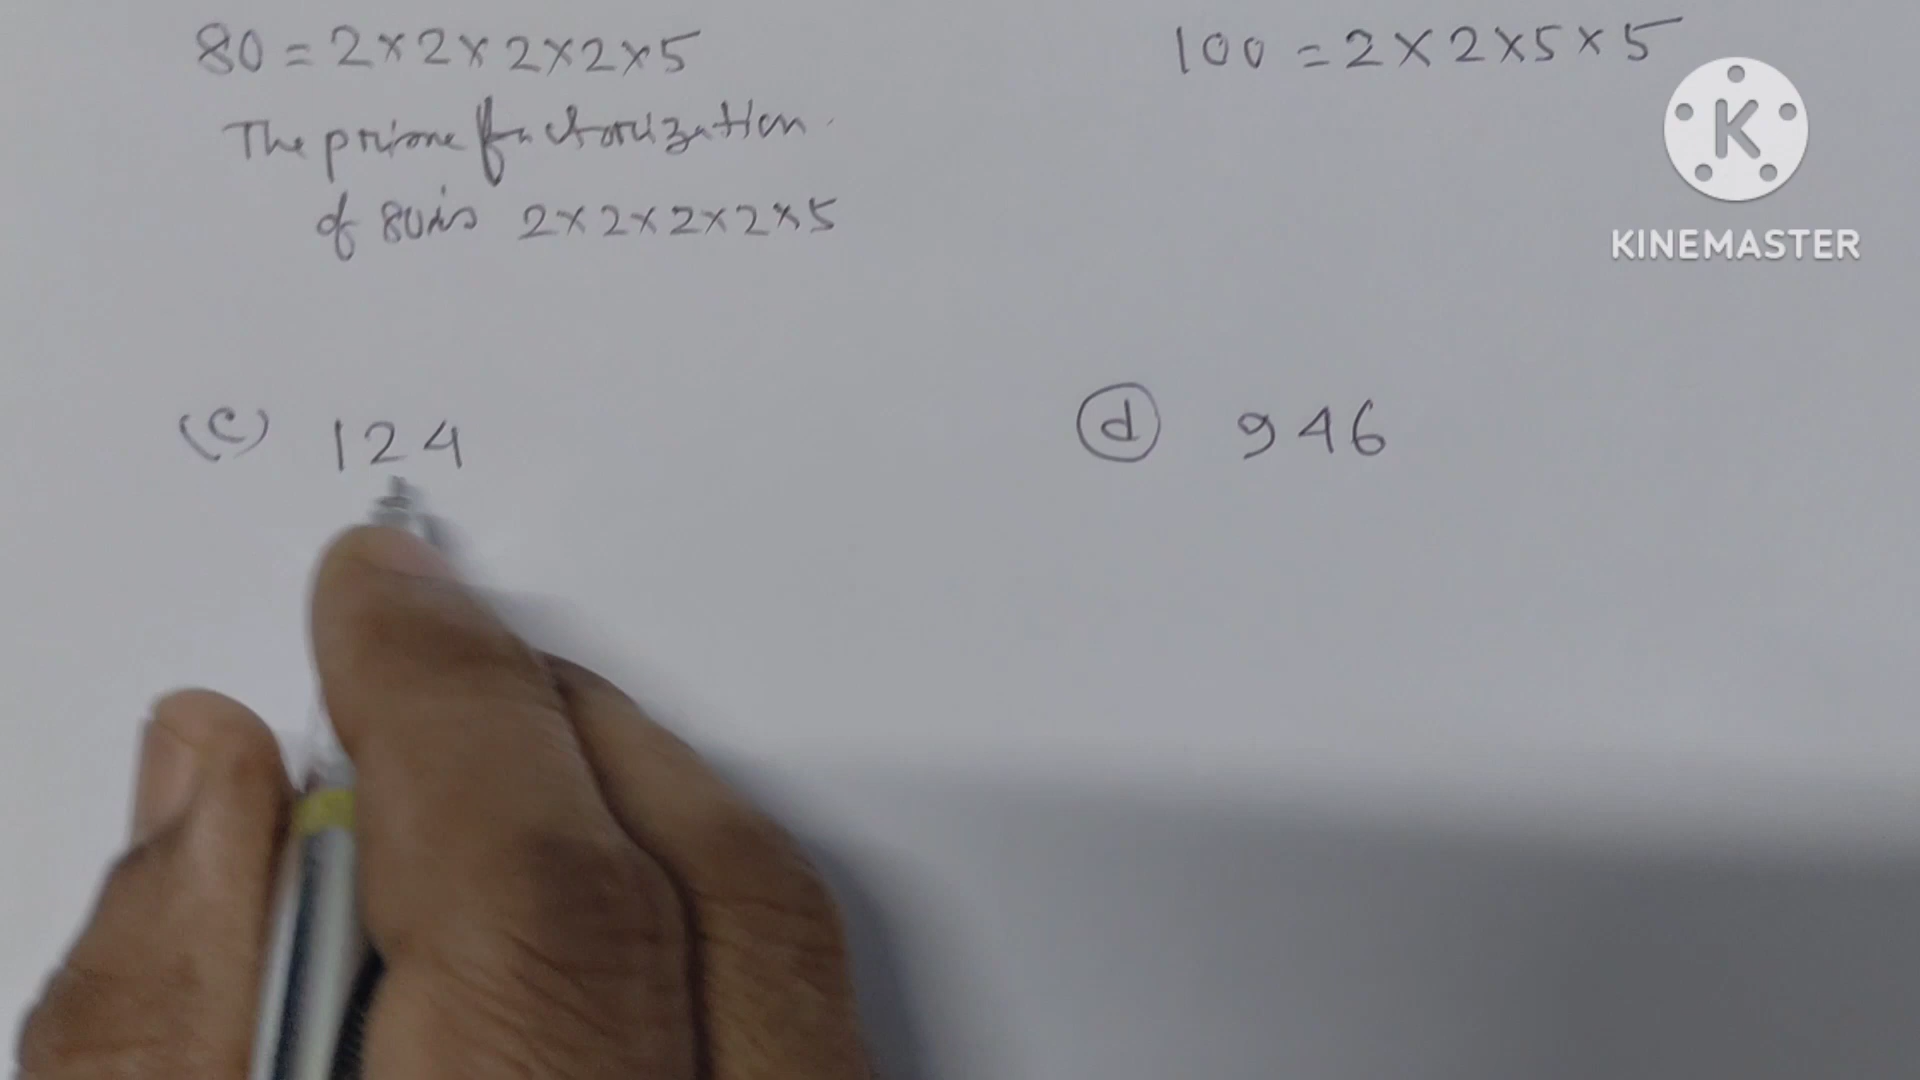 80 = 2×2×2×2×5
The prime factorization
of 80 is 2×2×2×2×5
100 = 2×2×5×5
K
KINEMASTER
(c) 124
(d) 946